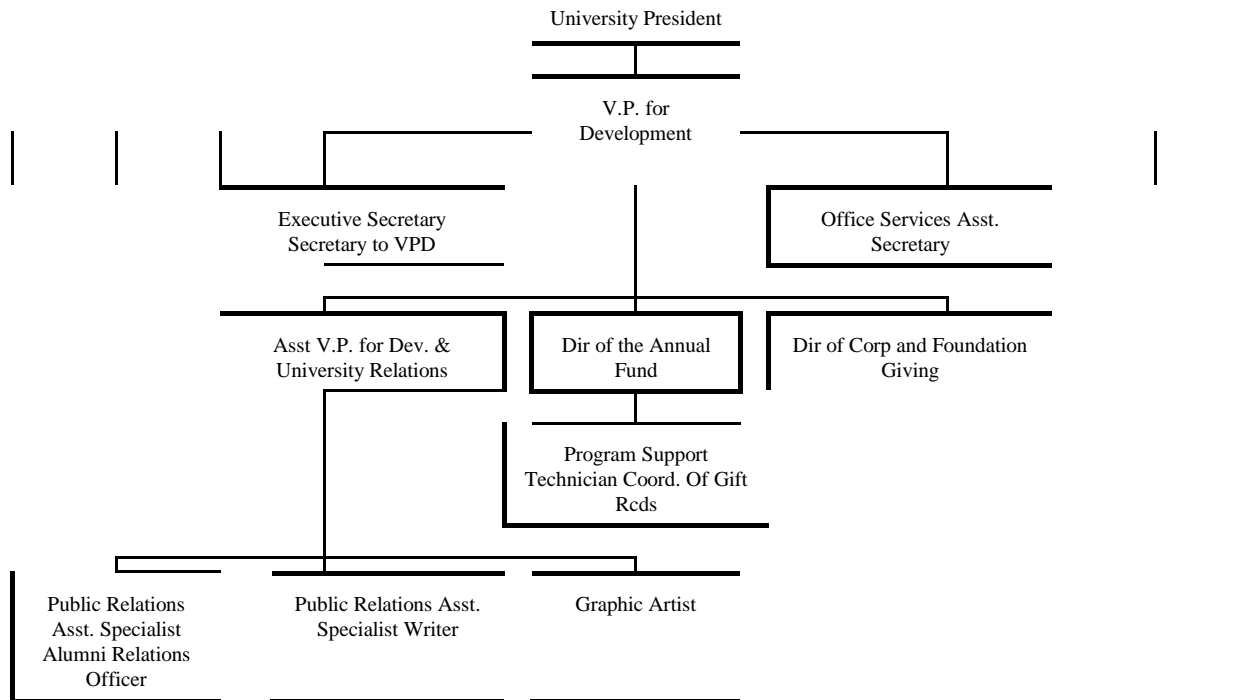 University President
V.P. for
Development
Executive Secretary
Secretary to VPD
Office Services Asst.
Secretary
Asst V.P. for Dev. &
University Relations
Dir of the Annual
Fund
Dir of Corp and Foundation
Giving
Program Support
Technician Coord. Of Gift
Rcds
Public Relations
Asst. Specialist
Alumni Relations
Officer
Public Relations Asst.
Specialist Writer
Graphic Artist